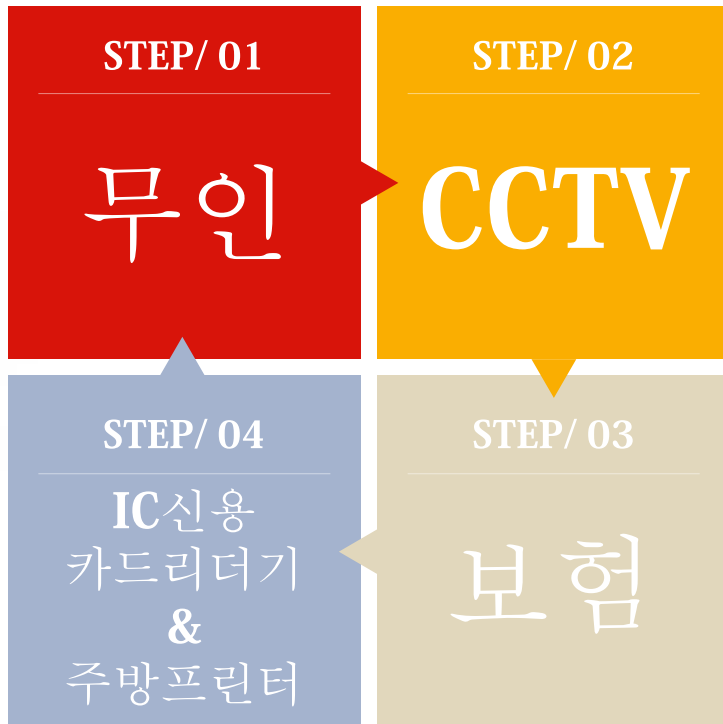 STEP/ 01
무인
STEP/ 02
CCTV
STEP/ 03
보험
STEP/ 04
IC신용
카드리더기
&
주방프린터